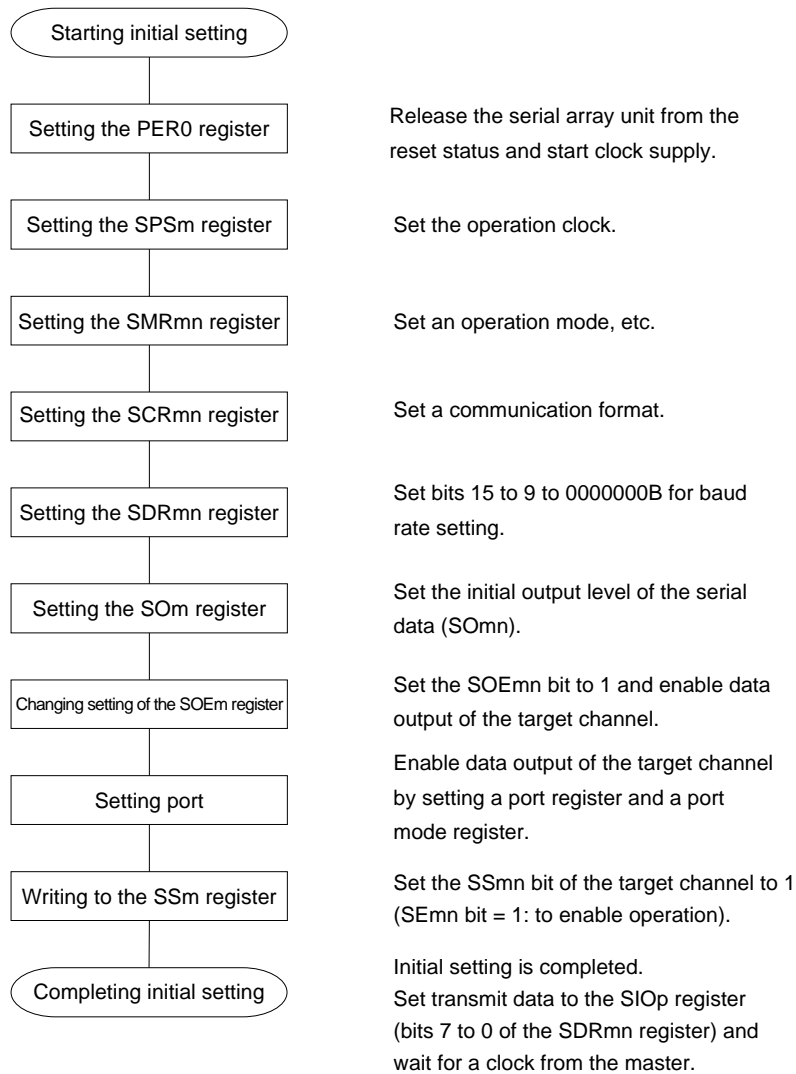 Starting initial setting
Setting the PER0 register
Release the serial array unit from the
reset status and start clock supply.
Setting the SPSm register
Set the operation clock.
Setting the SMRmn register
Set an operation mode, etc.
Setting the SCRmn register
Set a communication format.
Setting the SDRmn register
Set bits 15 to 9 to 0000000B for baud
rate setting.
Setting the SOm register
Set the initial output level of the serial
data (SOmn).
Changing setting of the SOEm register
Set the SOEmn bit to 1 and enable data
output of the target channel.
Setting port
Enable data output of the target channel
by setting a port register and a port
mode register.
Writing to the SSm register
Set the SSmn bit of the target channel to 1
(SEmn bit = 1: to enable operation).
Completing initial setting
Initial setting is completed.
Set transmit data to the SIOp register
(bits 7 to 0 of the SDRmn register) and
wait for a clock from the master.